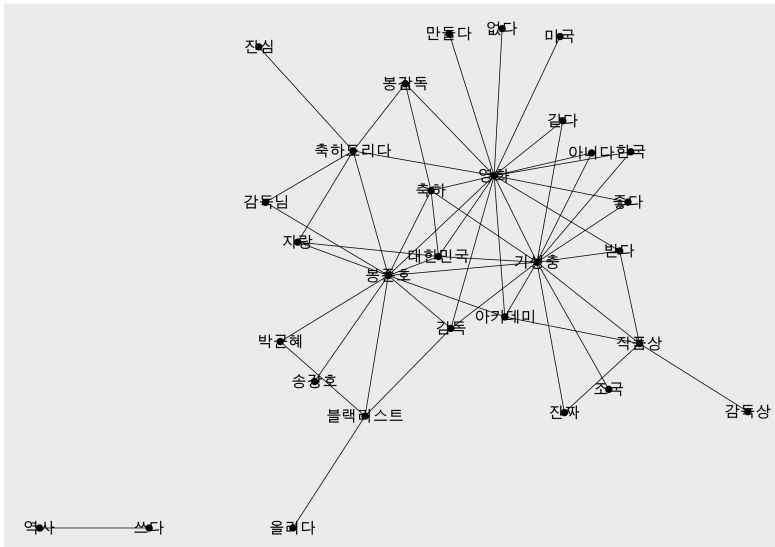 없다
만들다
미국
진심
봉감독
같다
축하드리다
아니다
한국
영화
축하
감독님
좋다
자랑
받다
대한민국
기생충
봉준호
아카데미
감독
박근혜
작품상
송강호
조국
블랙리스트
진짜
감독상
역사
쓰다
올리다